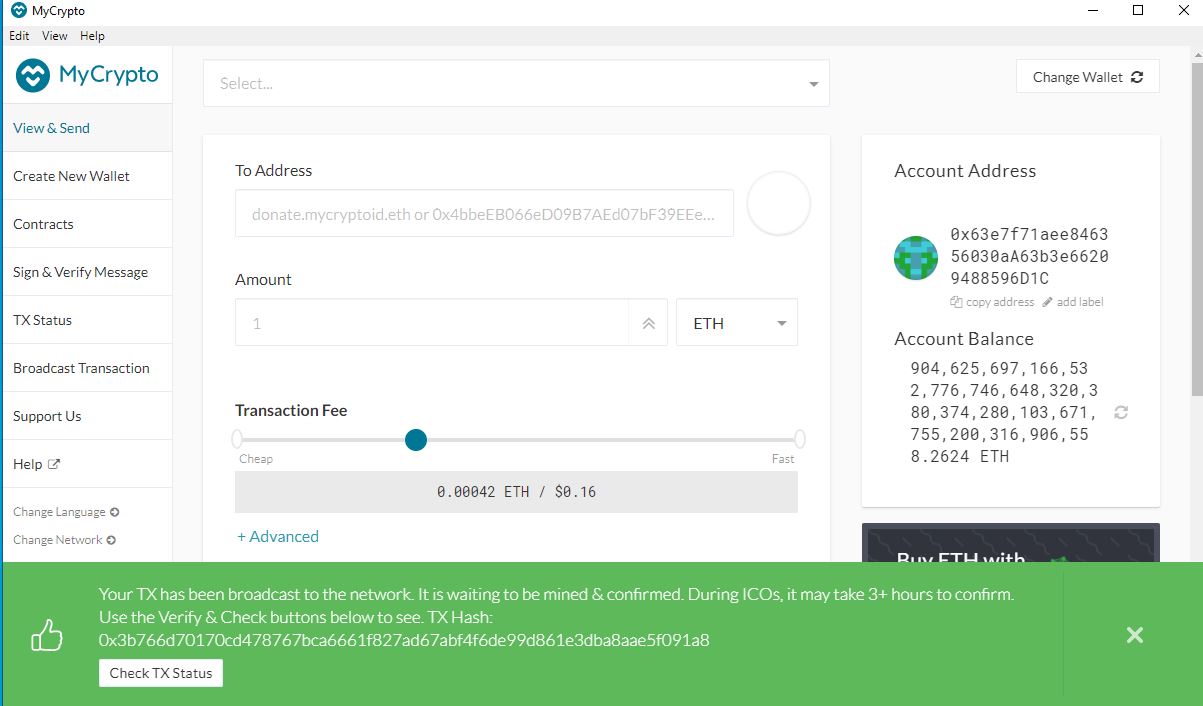 MyCrypto
Edit View Help
MyCrypto
Select...
Change Wallet
View & Send
Create New Wallet
Contracts
Sign & Verify Message
TX Status
Broadcast Transaction
Support Us
Help
Change Language
Change Network
To Address
donate.mycryptoid.eth or 0x4bbeEB066eD09B7AEd07bF39EEe...
Amount
1
ETH
Transaction Fee
Cheap
Fast
0.00042 ETH / $0.16
+ Advanced
Account Address
0x63e7f71aee8463
56030aA63b3e6620
9488596D1C
copy address add label
Account Balance
904,625,697,166,53
2,776,746,648,320,3
80,374,280,103,671,
755,200,316,906,55
8.2624 ETH
Buy ETH with
Your TX has been broadcast to the network. It is waiting to be mined & confirmed. During ICOs, it may take 3+ hours to confirm.
Use the Verify & Check buttons below to see. TX Hash:
0x3b766d70170cd478767bca6661f827ad67abf4f6de99d861e3dba8aae5f091a8
Check TX Status